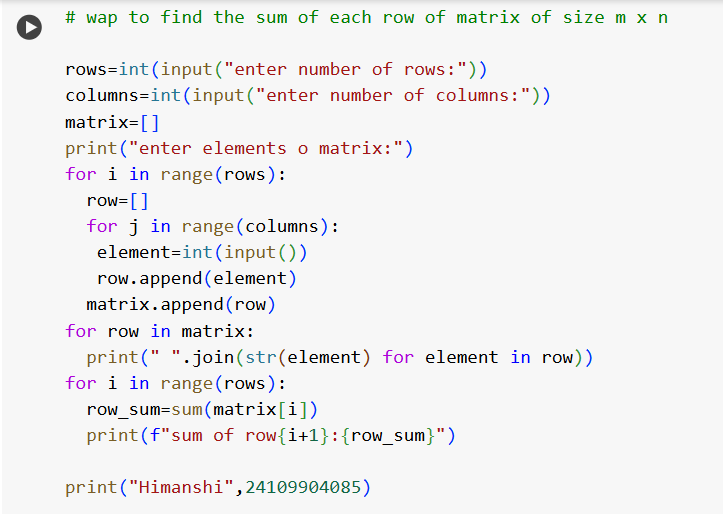 # wap to find the sum of each row of matrix of size m x n
rows=int(input("enter number of rows:"))
columns=int(input("enter number of columns:"))
matrix=[]
print("enter elements o matrix:")
for i in range(rows):
  row=[]
  for j in range(columns):
   element=int(input())
   row.append(element)
  matrix.append(row)
for row in matrix:
  print(" ".join(str(element) for element in row))
for i in range(rows):
  row_sum=sum(matrix[i])
  print(f"sum of row{i+1}:{row_sum}")
print("Himanshi",24109904085)